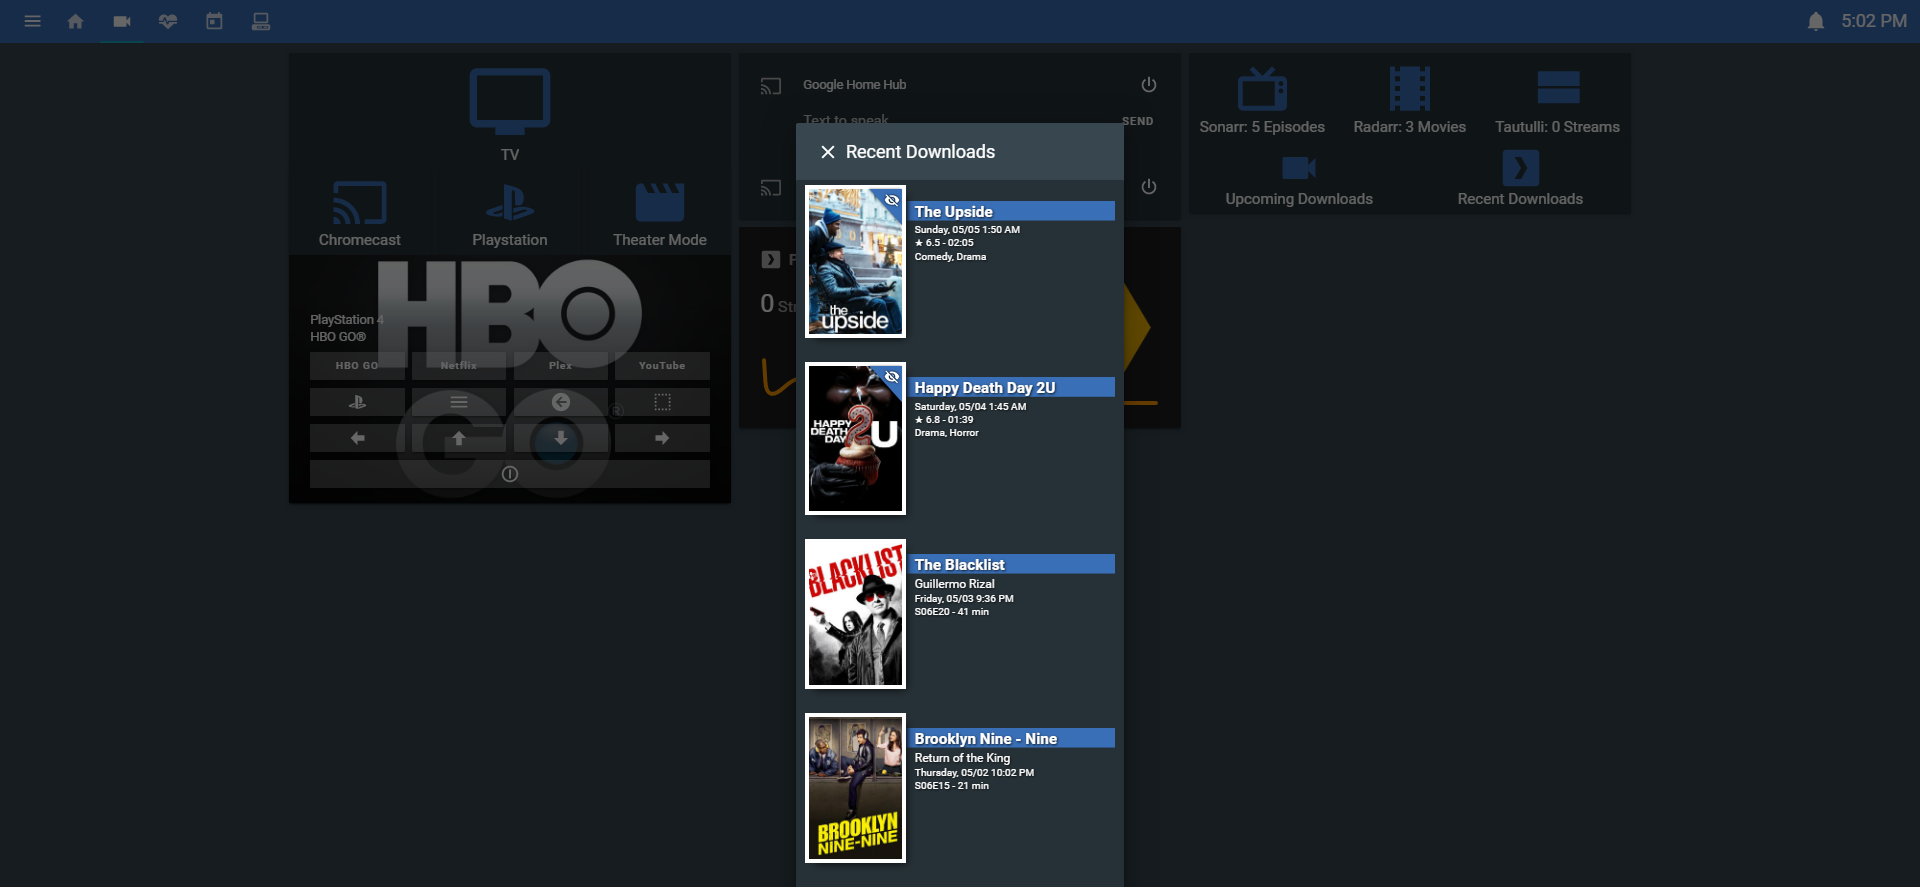 5:02 PM
TV
Chromecast
Playstation
Theater Mode
HBO
GO
®
PlayStation 4
HBO GO®
HBO GO
Netflix
Plex
YouTube
Google Home Hub
Text to speak
SEND
0 Str
Sonarr: 5 Episodes
Radarr: 3 Movies
Tautulli: 0 Streams
Upcoming Downloads
Recent Downloads
Recent Downloads
the
upside
The Upside
Sunday, 05/05 1:50 AM
★ 6.5 - 02:05
Comedy, Drama
HAPPY
DEATH
DAY
2U
Happy Death Day 2U
Saturday, 05/04 1:45 AM
★ 6.8 - 01:39
Drama, Horror
BLACKLIST
The Blacklist
Guillermo Rizal
Friday, 05/03 9:36 PM
S06E20 - 41 min
BROOKLYN
NINE-NINE
Brooklyn Nine - Nine
Return of the King
Thursday, 05/02 10:02 PM
S06E15 - 21 min